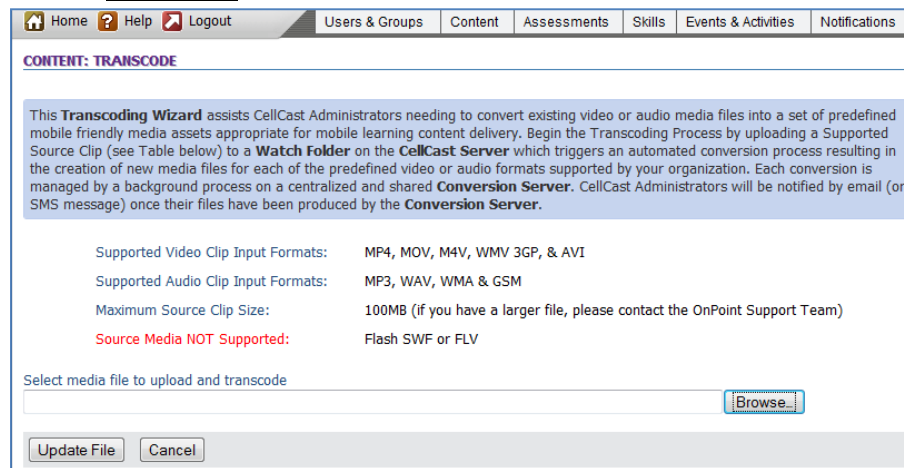 Home Help Logout Users & Groups Content Assessments Skills Events & Activities Notifications
CONTENT: TRANSCODE
This Transcoding Wizard assists CellCast Administrators needing to convert existing video or audio media files into a set of predefined
mobile friendly media assets appropriate for mobile learning content delivery. Begin the Transcoding Process by uploading a Supported
Source Clip (see Table below) to a Watch Folder on the CellCast Server which triggers an automated conversion process resulting in
the creation of new media files for each of the predefined video or audio formats supported by your organization. Each conversion is
managed by a background process on a centralized and shared Conversion Server. CellCast Administrators will be notified by email (or
SMS message) once their files have been produced by the Conversion Server.
Supported Video Clip Input Formats: MP4, MOV, M4V, WMV 3GP, & AVI
Supported Audio Clip Input Formats: MP3, WAV, WMA & GSM
Maximum Source Clip Size: 100MB (if you have a larger file, please contact the OnPoint Support Team)
Source Media NOT Supported: Flash SWF or FLV
Select media file to upload and transcode
Browse...
Update File Cancel